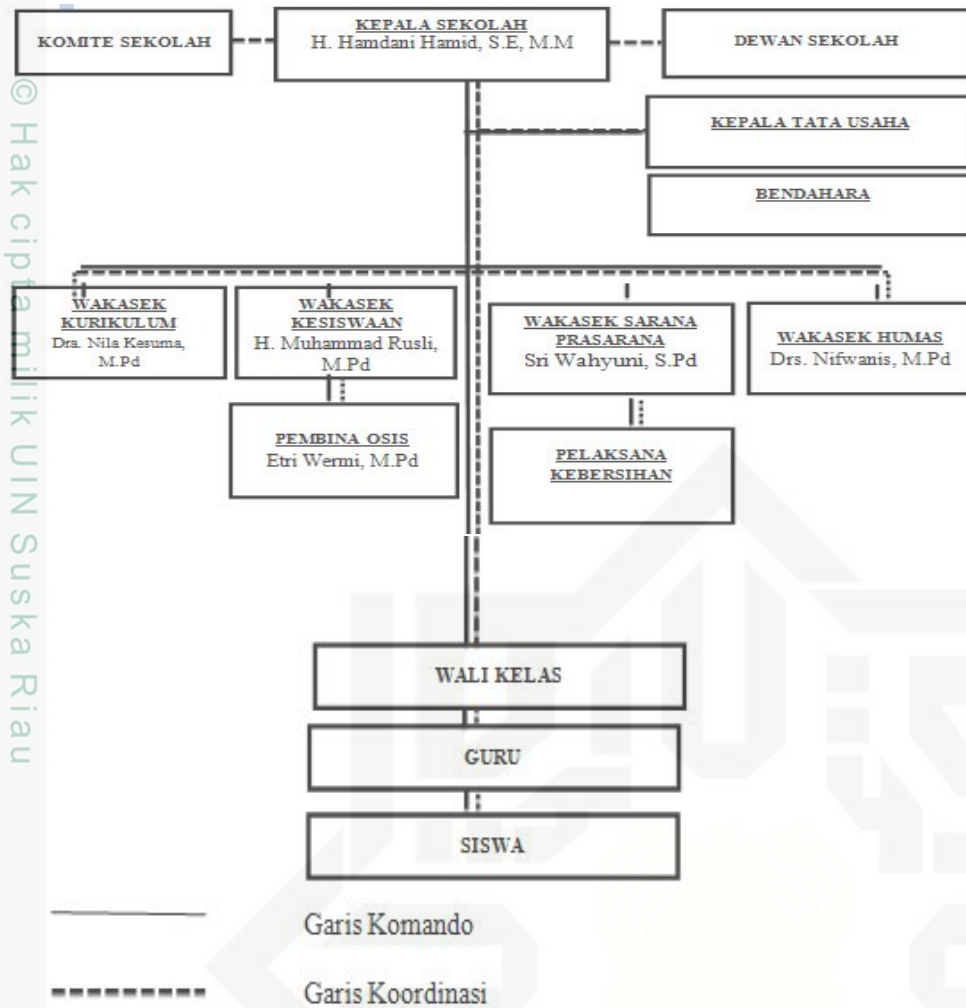 KOMITE SEKOLAH
KEPALA SEKOLAH
H. Hamdani Hamid, S.E, M.M
DEWAN SEKOLAH
KEPALA TATA USAHA
BENDAHARA
WAKASEK
KURIKULUM
Dra. Nila Kesuma,
M.Pd
WAKASEK
KESISWAAN
H. Muhammad Rusli,
M.Pd
WAKASEK SARANA
PRASARANA
Sri Wahyuni, S.Pd
WAKASEK HUMAS
Drs. Nifwanis, M.Pd
PEMBINA OSIS
Etri Wermi, M.Pd
PELAKSANA
KEBERSIHAN
WALI KELAS
GURU
SISWA
Garis Komando
Garis Koordinasi
© Hak cipta milik UIN Suska Riau